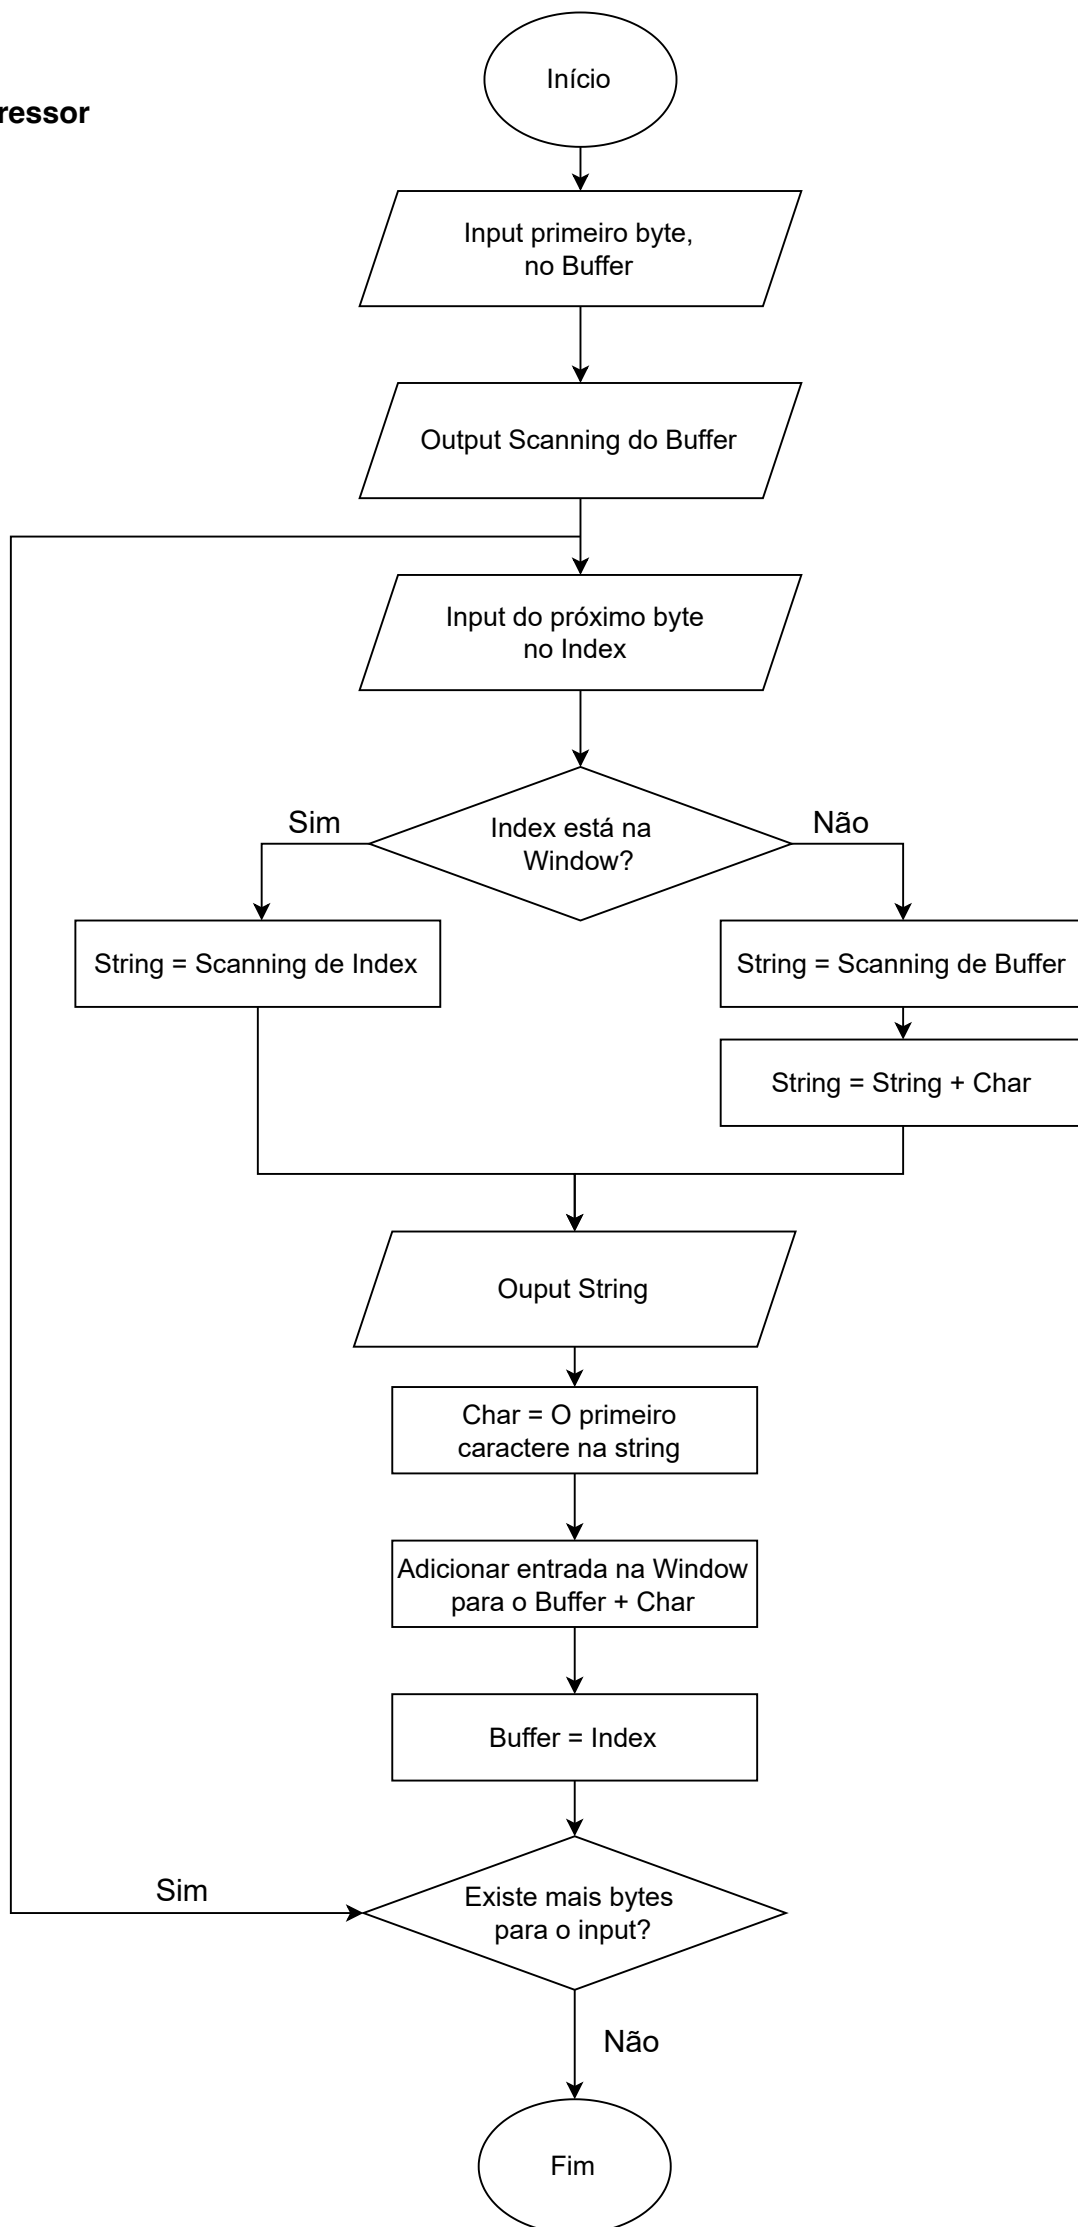 Início
ressor
Input primeiro byte,
no Buffer
Output Scanning do Buffer
Input do próximo byte
no Index
Sim
Index está na
Window?
Não
String = Scanning de Index
String = Scanning de Buffer
String = String + Char
Ouput String
Char = O primeiro
caractere na string
Adicionar entrada na Window
para o Buffer + Char
Buffer = Index
Sim
Existe mais bytes
para o input?
Não
Fim